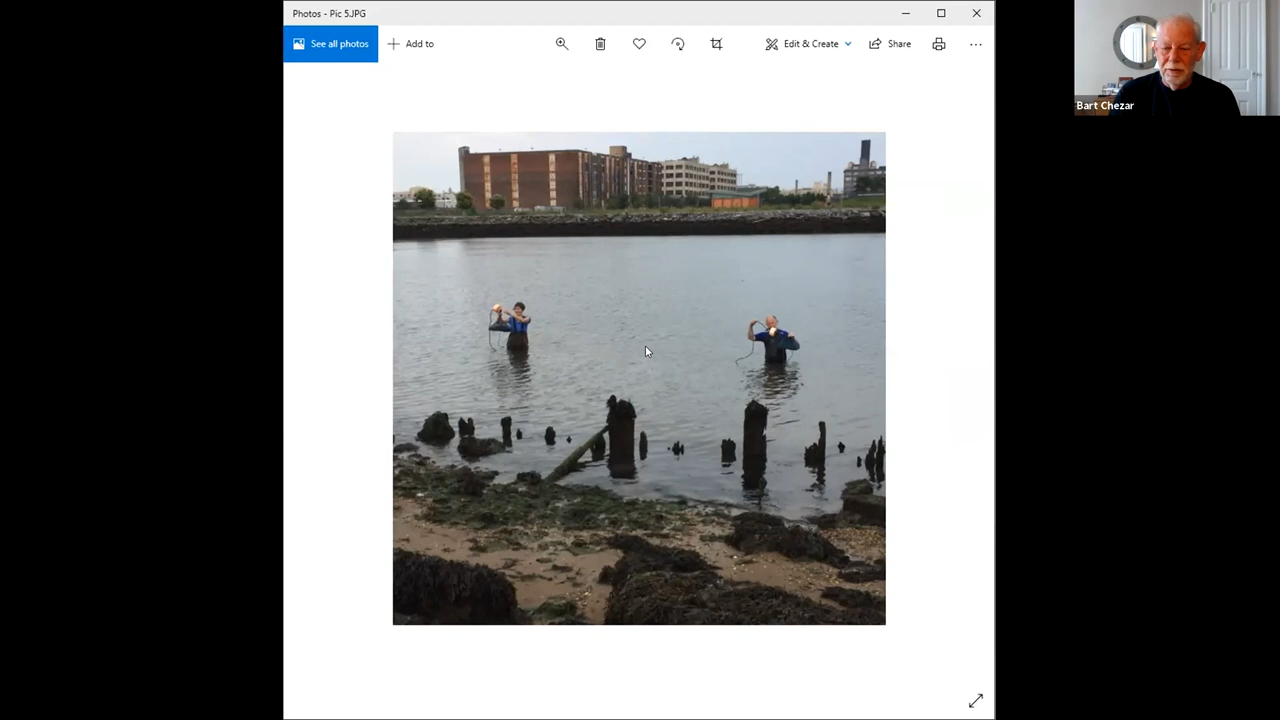 Photos - Pic 5.JPG
See all photos
Add to
Edit & Create
Share
Bart Chezar